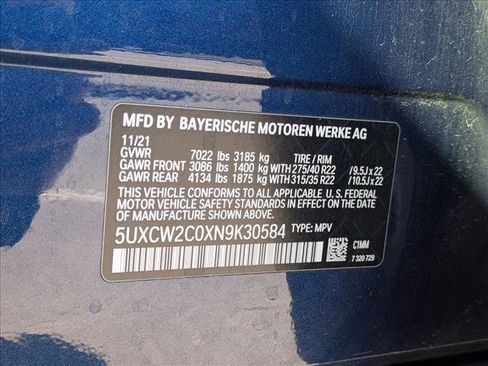 MFD BY BAYERISCHE MOTOREN WERKE AG
11/21
GVWR 7022 lbs 3185 kg TIRE / RIM
GAWR FRONT 3086 lbs 1400 kg WITH 275/40 R22 /9.5J x 22
GAWR REAR 4134 lbs 1875 kg WITH 315/35 R22 /10.5J x 22
THIS VEHICLE CONFORMS TO ALL APPLICABLE U. S. FEDERAL
MOTOR VEHICLE SAFETY STANDARDS IN EFFECT ON THE
DATE OF MANUFACTURE SHOWN ABOVE.
5UXCW2C0XN9K30584 TYPE: MPV
C1MM
7 320 729